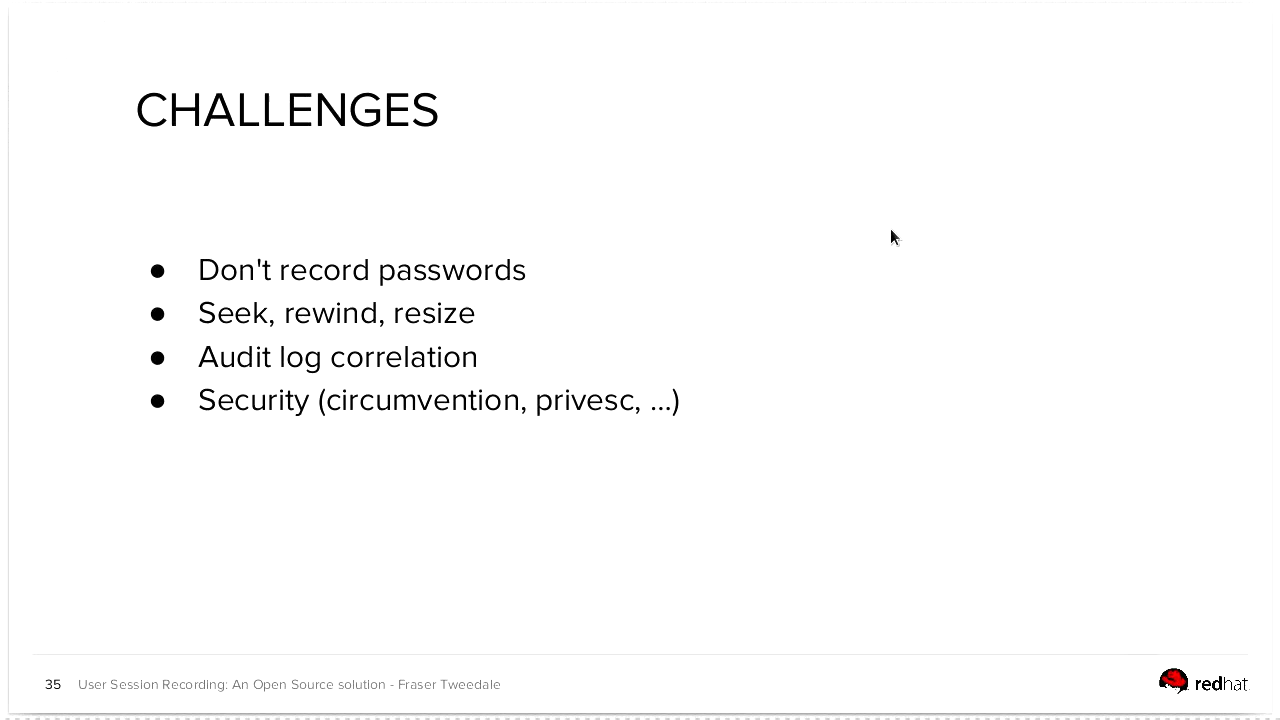 CHALLENGES
● Don't record passwords
● Seek, rewind, resize
● Audit log correlation
● Security (circumvention, privesc, ...)
35 User Session Recording: An Open Source solution - Fraser Tweedale
redhat.